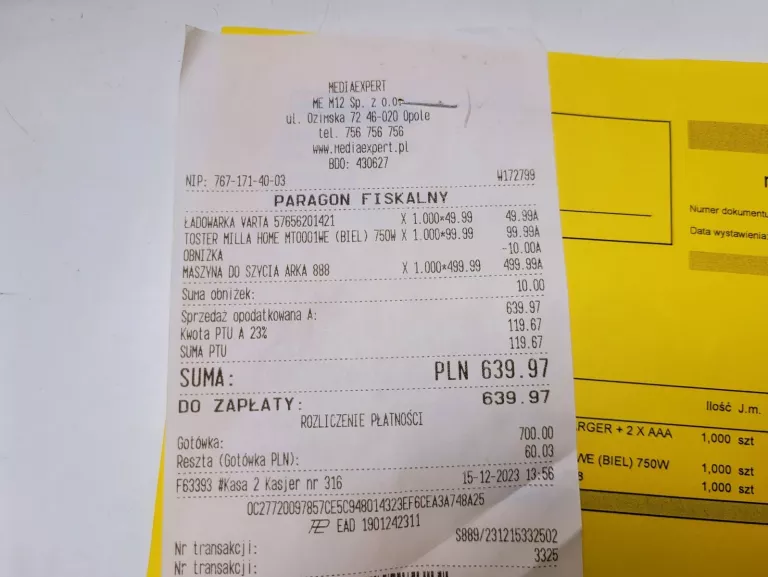 MEDIAEXPERT
ME M12 Sp. z o.o.
ul. Ozimska 72 46-020 Opole
tel. 756 756 756
www.mediaexpert.pl
BDO: 430627
NIP: 767-171-40-03 W172799
PARAGON FISKALNY
ŁADOWARKA VARTA 57656201421 X 1.000*49.99 49.99A
TOSTER MILLA HOME MT0001WE (BIEL) 750W X 1.000*99.99 99.99A
OBNIŻKA -10.00A
MASZYNA DO SZYCIA ARKA 888 X 1.000*499.99 499.99A
Suma obniżek: 10.00
Sprzedaż opodatkowana A: 639.97
Kwota PTU A 23% 119.67
SUMA PTU 119.67
SUMA: PLN 639.97
DO ZAPŁATY: 639.97
ROZLICZENIE PŁATNOŚCI
Gotówka: 700.00
Reszta (Gotówka PLN): 60.03
F63393 #Kasa 2 Kasjer nr 316 15-12-2023 13:56
0C27720097857CE5C948014323EF6CEA3A748A25
EAD 1901242311
Nr transakcji: S889/231215332502
Nr transakcji: 3325
Numer dokumentu
Data wystawienia:
Ilość J.m.
ARGER + 2 X AAA 1,000 szt
WE (BIEL) 750W 1,000 szt
8 1,000 szt